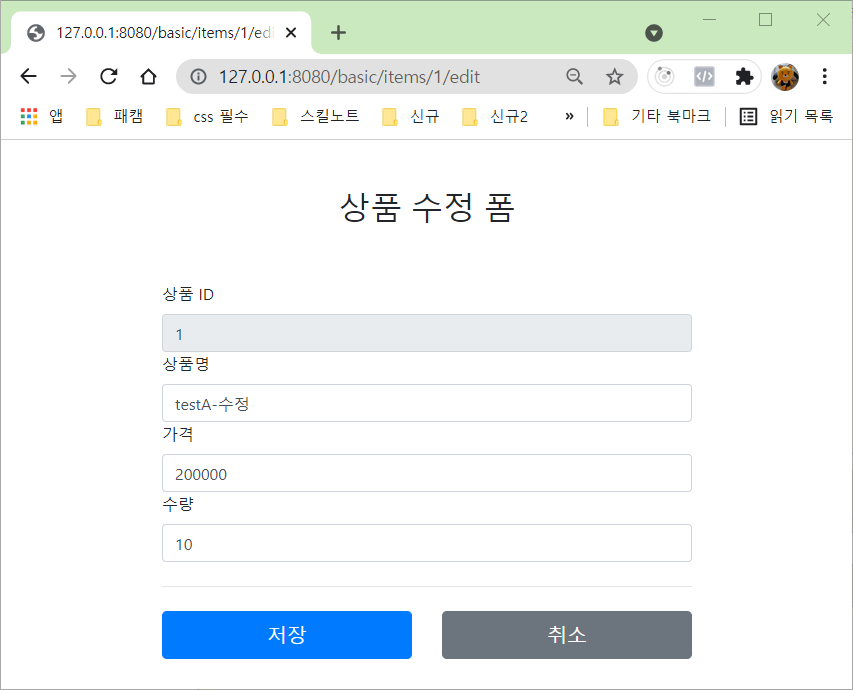 127.0.0.1:8080/basic/items/1/edi
127.0.0.1:8080/basic/items/1/edit
앱 패캠 css 필수 스킬노트 신규 신규2 » 기타 북마크 읽기 목록
상품 수정 폼
상품 ID
1
상품명
testA-수정
가격
200000
수량
10
저장 취소